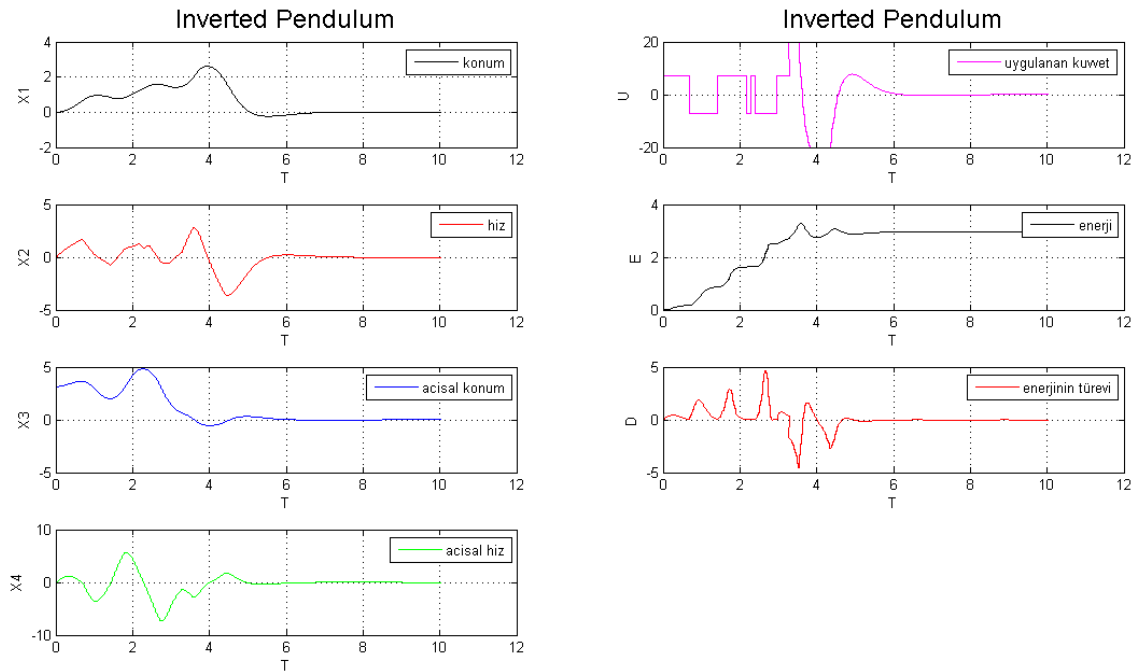 Inverted Pendulum
4
2
0
-2
X1
konum
0 2 4 6 8 10 12
T
5
0
-5
X2
hiz
0 2 4 6 8 10 12
T
5
0
-5
X3
acisal konum
0 2 4 6 8 10 12
T
10
0
-10
X4
acisal hiz
0 2 4 6 8 10 12
T
Inverted Pendulum
20
0
-20
U
uygulanan kuvvet
0 2 4 6 8 10 12
T
4
2
0
E
enerji
0 2 4 6 8 10 12
T
5
0
-5
D
enerjinin türevi
0 2 4 6 8 10 12
T